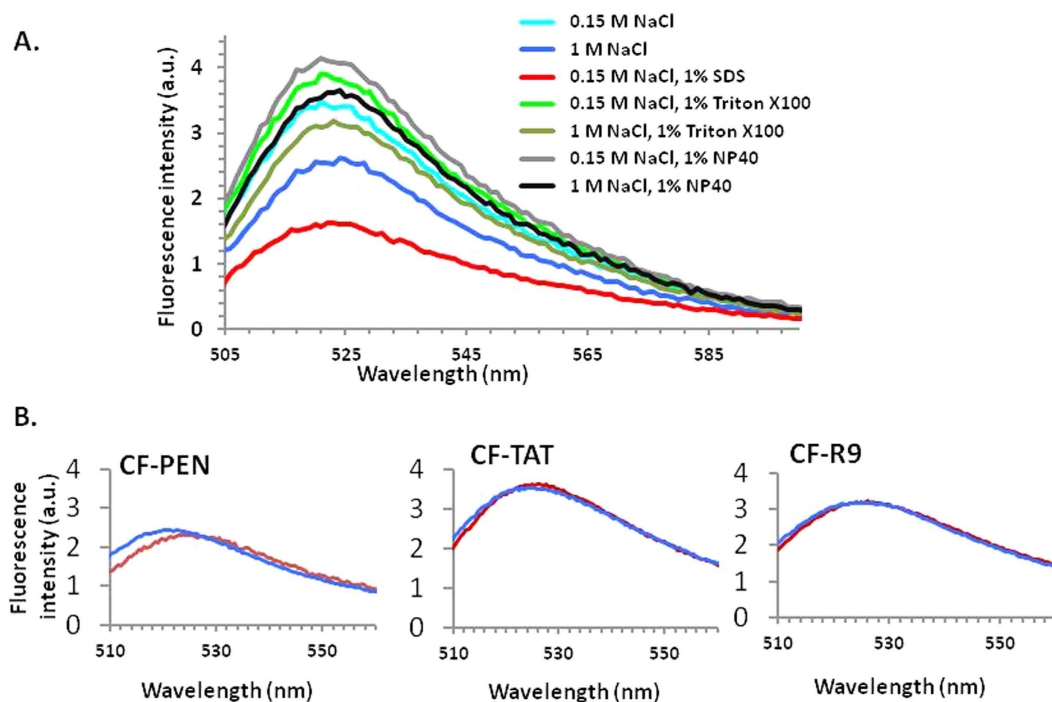 A.
0.15 M NaCl
1 M NaCl
0.15 M NaCl, 1% SDS
0.15 M NaCl, 1% Triton X100
1 M NaCl, 1% Triton X100
0.15 M NaCl, 1% NP40
1 M NaCl, 1% NP40
Fluorescence intensity (a.u.)
4
3
2
1
0
505 525 545 565 585
Wavelength (nm)
B.
CF-PEN
CF-TAT
CF-R9
Fluorescence
intensity (a.u.)
4
3
2
1
0
510 530 550
Wavelength (nm)
4
3
2
1
0
510 530 550
Wavelength (nm)
4
3
2
1
0
510 530 550
Wavelength (nm)